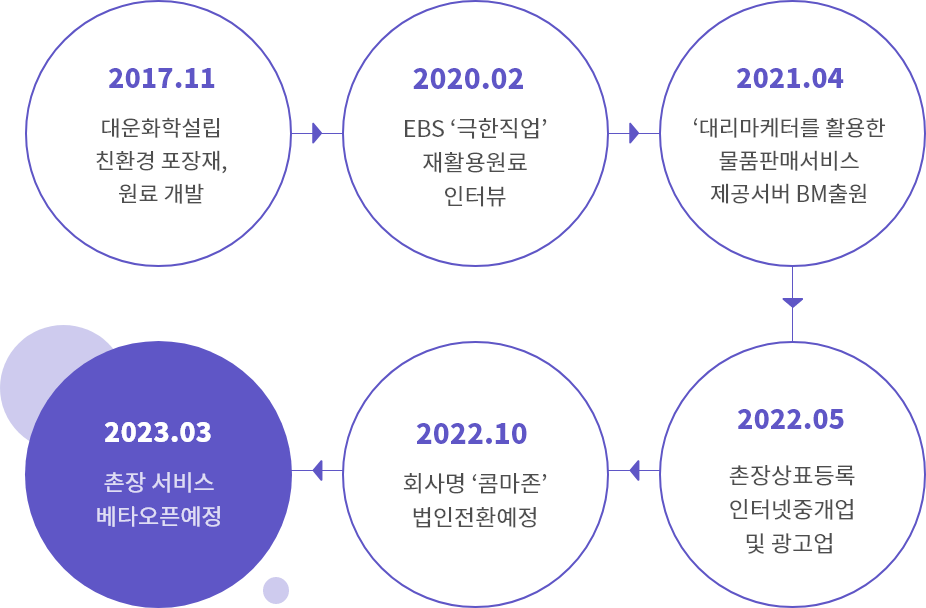 2017.11
대운화학설립
친환경 포장재,
원료 개발
2020.02
EBS ‘극한직업’
재활용원료
인터뷰
2021.04
‘대리마케터를 활용한
물품판매서비스
제공서버 BM출원
2022.05
촌장상표등록
인터넷중개업
및 광고업
2022.10
회사명 ‘콤마존’
법인전환예정
2023.03
촌장 서비스
베타오픈예정